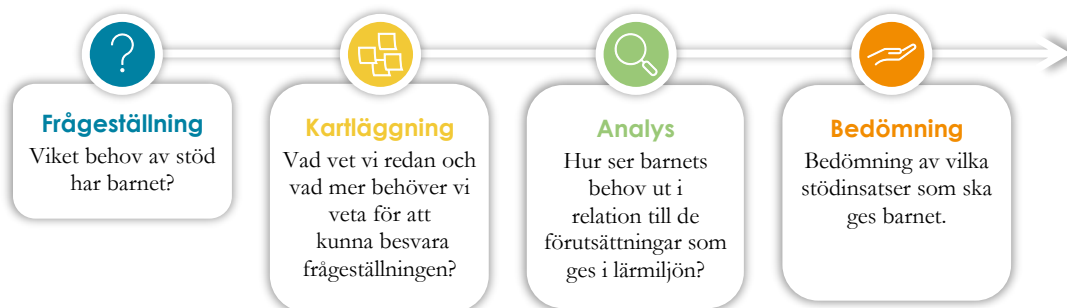 Frågeställning
Viket behov av stöd
har barnet?
Kartläggning
Vad vet vi redan och
vad mer behöver vi
veta för att
kunna besvara
frågeställningen?
Analys
Hur ser barnets
behov ut i
relation till de
förutsättningar som
ges i lärmiljön?
Bedömning
Bedömning av vilka
stödinsatser som ska
ges barnet.